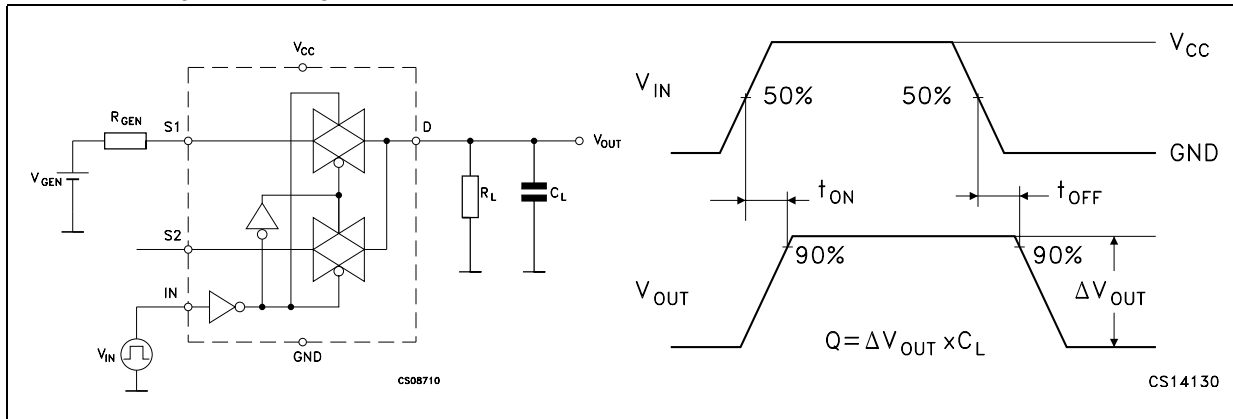 VCC
RGEN
S1
D
VOUT
VGEN
RL
CL
S2
IN
VIN
GND
CS08710
VCC
VIN
50%
50%
GND
tON
tOFF
90%
90%
VOUT
ΔVOUT
Q=ΔVOUT xCL
CS14130